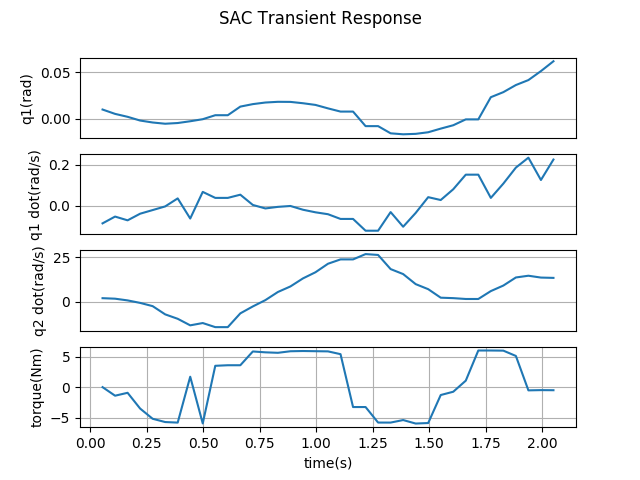 SAC Transient Response
q1(rad)
0.05
0.00
q1 dot(rad/s)
0.2
0.0
q2 dot(rad/s)
25
0
torque(Nm)
5
0
−5
0.00 0.25 0.50 0.75 1.00 1.25 1.50 1.75 2.00
time(s)